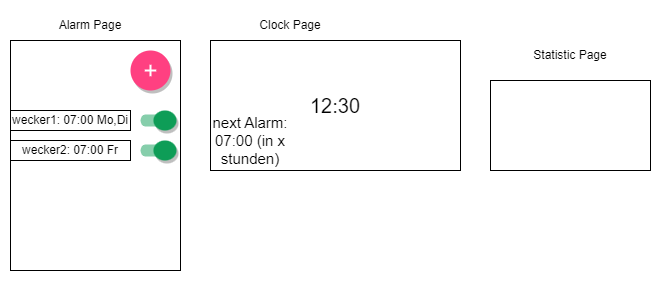 Alarm Page
Clock Page
Statistic Page
+
wecker1: 07:00 Mo,Di
wecker2: 07:00 Fr
12:30
next Alarm:
07:00 (in x
stunden)